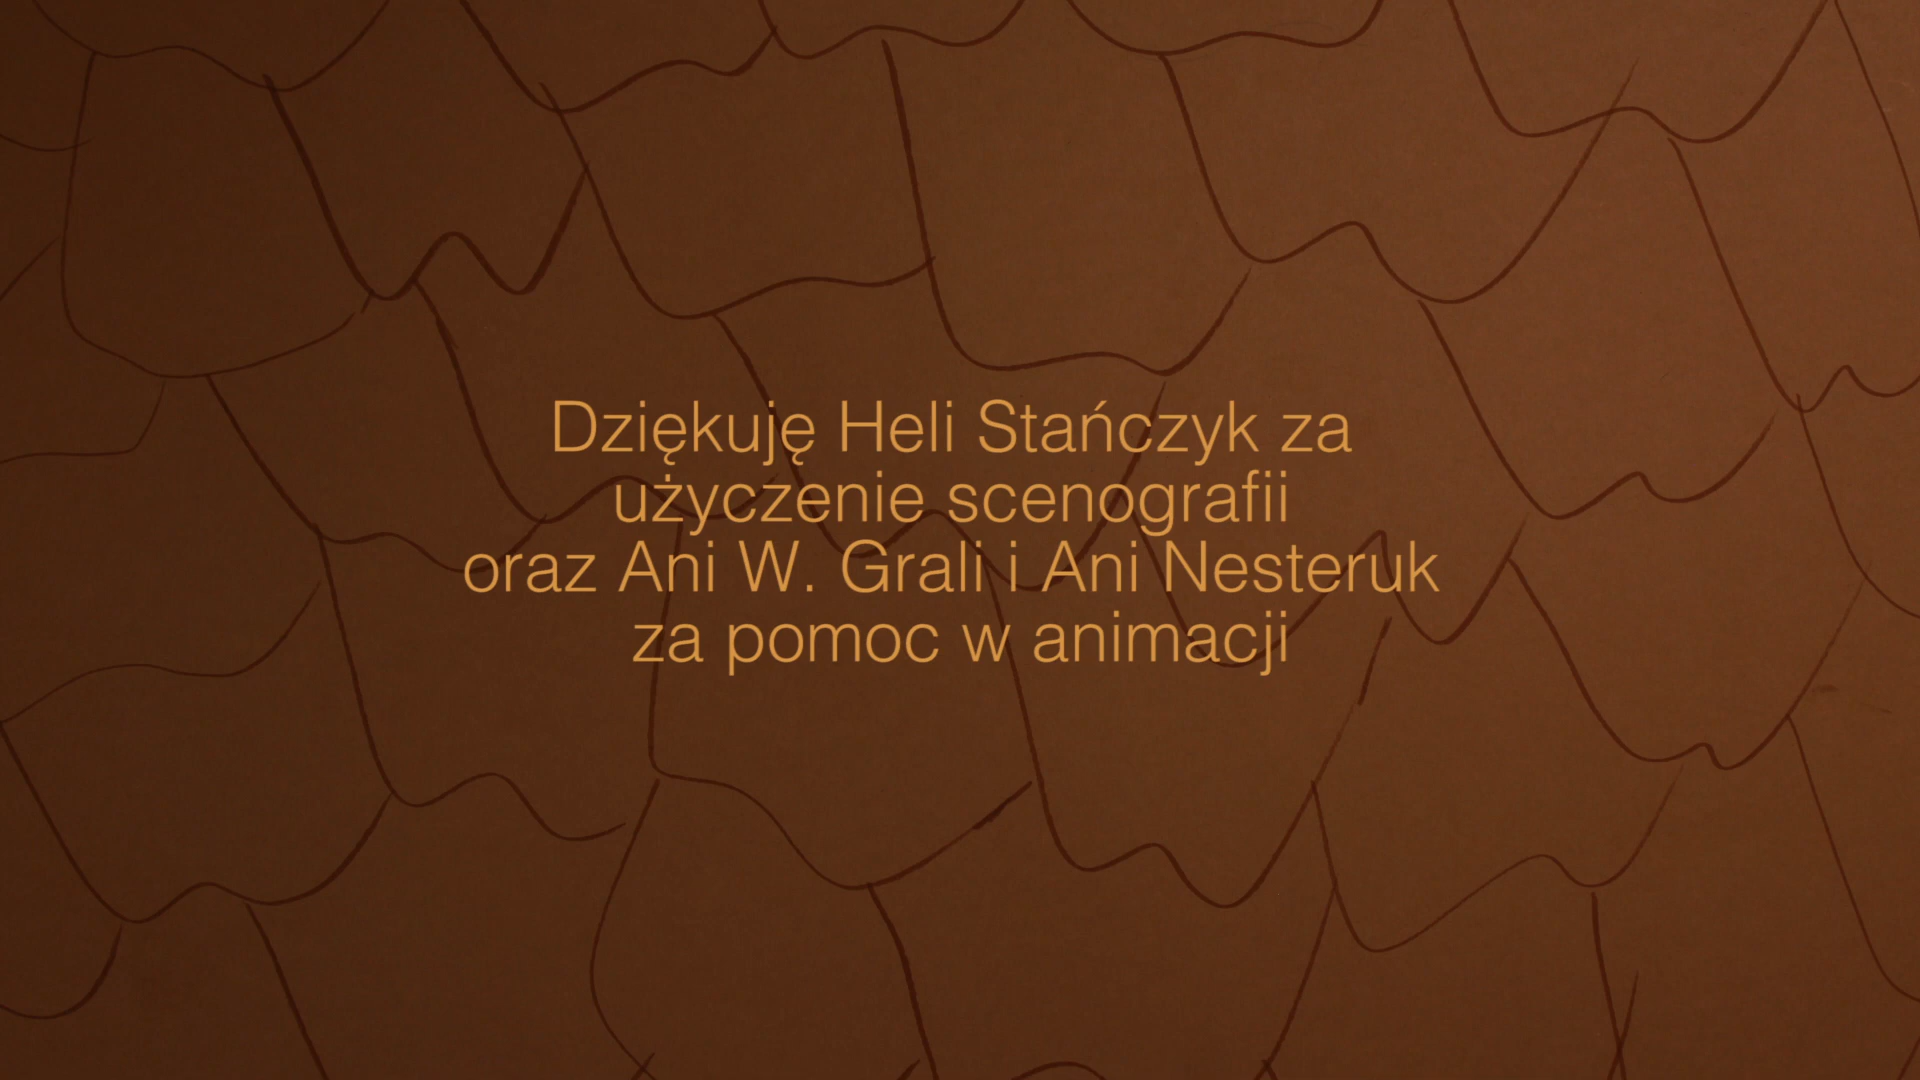 Dziękuję Heli Stańczyk za
użyczenie scenografii
oraz Ani W. Grali i Ani Nesteruk
za pomoc w animacji